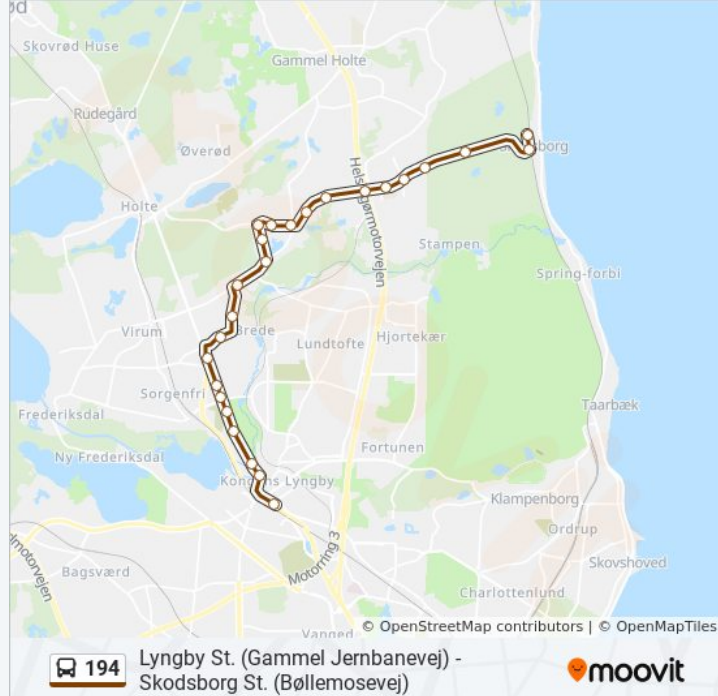 ød
Skovrød Huse
Gammel Holte
Rudegård
Øverød
Holte
Helsingørmotorvejen
Stampen
Spring-forbi
Virum
Brede
Lundtofte
Hjortekær
Sorgenfri
Taarbæk
Frederiksdal
Fortunen
Ny Frederiksdal
Kongens Lyngby
Klampenborg
Ordrup
Motorring 3
Skovshoved
Bagsværd
Charlottenlund
Vanged
© OpenStreetMap contributors | © OpenMapTiles
194
Lyngby St. (Gammel Jernbanevej) -
Skodsborg St. (Bøllemosevej)
moovit